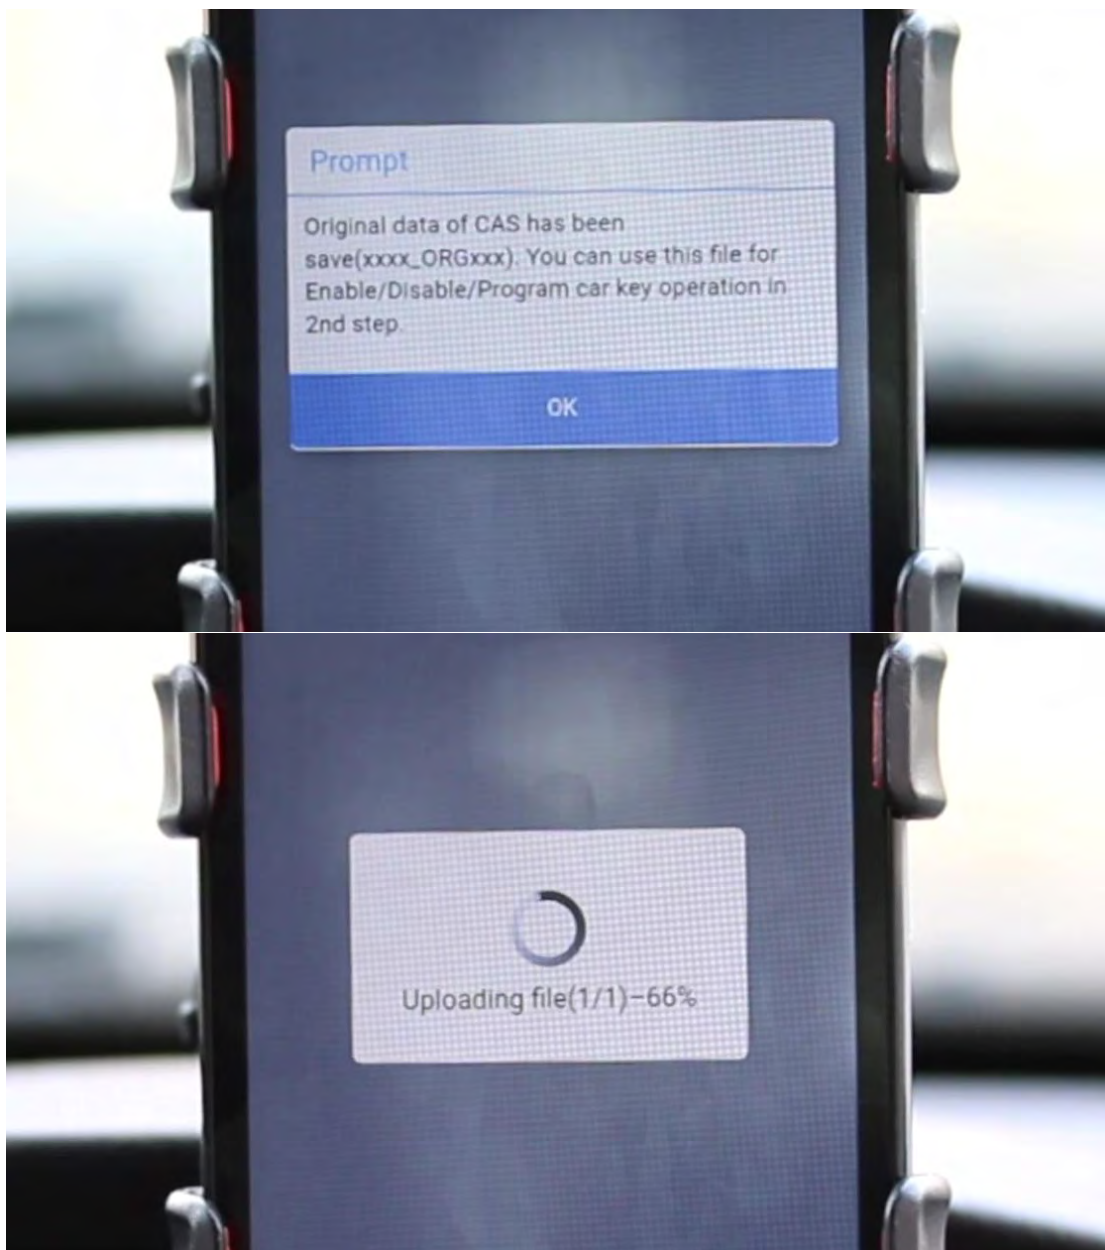 Prompt
Original data of CAS has been
save(xxxx_ORGxxx). You can use this file for
Enable/Disable/Program car key operation in
2nd step.
OK
Uploading file(1/1)-66%